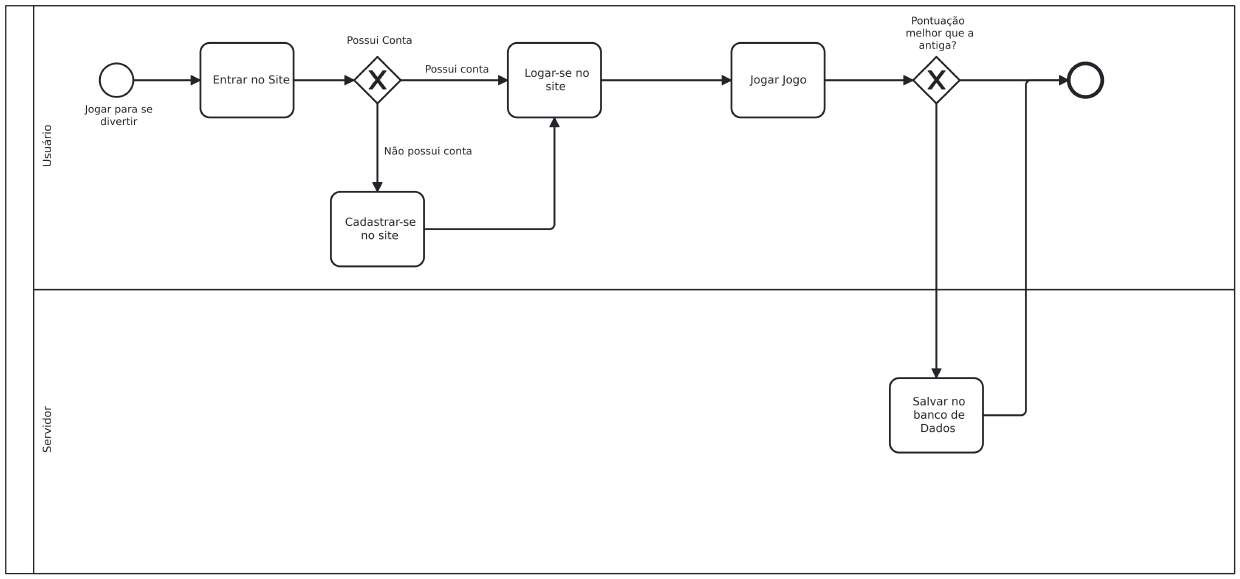 Usuário
Jogar para se
divertir
Entrar no Site
Possui Conta
Possui conta
Não possui conta
Cadastrar-se
no site
Logar-se no
site
Jogar Jogo
Pontuação
melhor que a
antiga?
Servidor
Salvar no
banco de
Dados